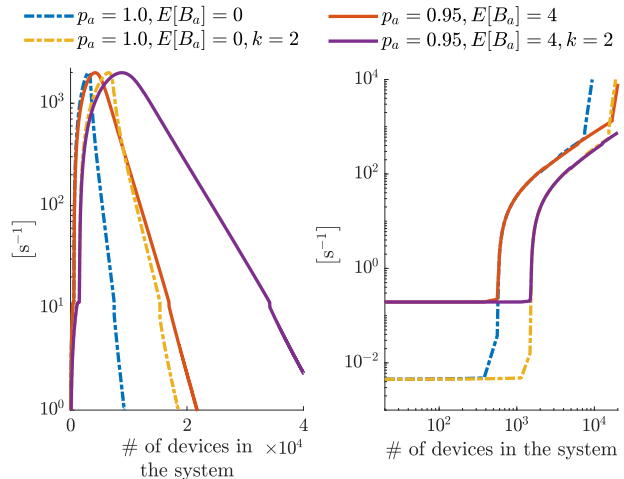 p_a = 1.0, E[B_a] = 0
p_a = 1.0, E[B_a] = 0, k = 2
p_a = 0.95, E[B_a] = 4
p_a = 0.95, E[B_a] = 4, k = 2
10^3
10^2
10^1
10^0
[s^{-1}]
0
2
4
# of devices in
the system
×10^4
10^4
10^2
10^0
10^{-2}
[s^{-1}]
10^2
10^3
10^4
# of devices in the system